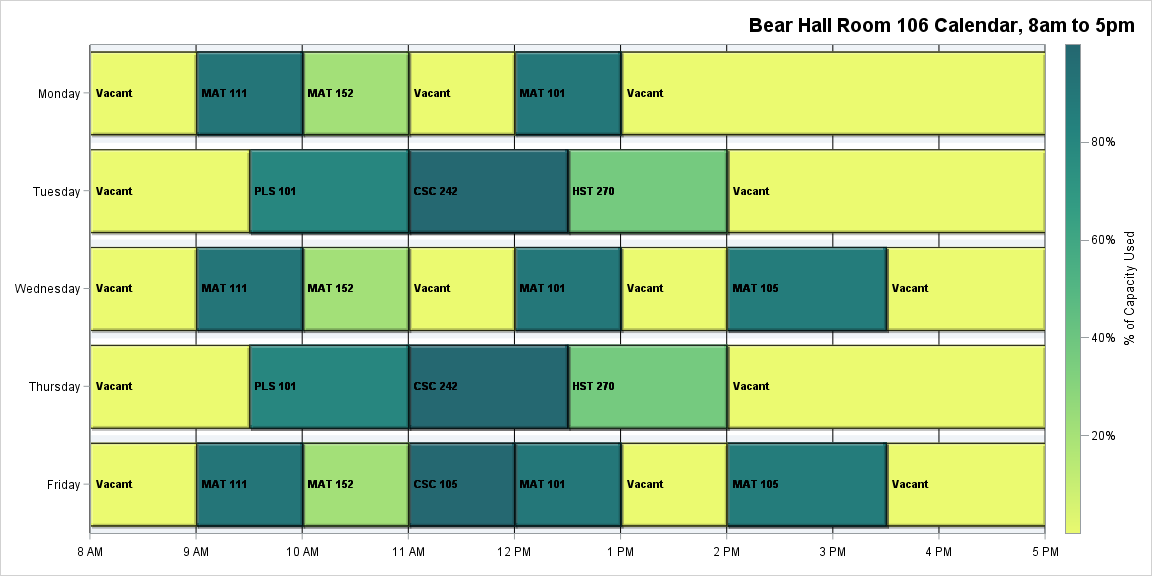 Bear Hall Room 106 Calendar, 8am to 5pm
Monday Vacant MAT 111 MAT 152 Vacant MAT 101 Vacant
80%
Tuesday Vacant PLS 101 CSC 242 HST 270 Vacant
60%
% of Capacity Used
Wednesday Vacant MAT 111 MAT 152 Vacant MAT 101 Vacant MAT 105 Vacant
40%
Thursday Vacant PLS 101 CSC 242 HST 270 Vacant
20%
Friday Vacant MAT 111 MAT 152 CSC 105 MAT 101 Vacant MAT 105 Vacant
8 AM 9 AM 10 AM 11 AM 12 PM 1 PM 2 PM 3 PM 4 PM 5 PM